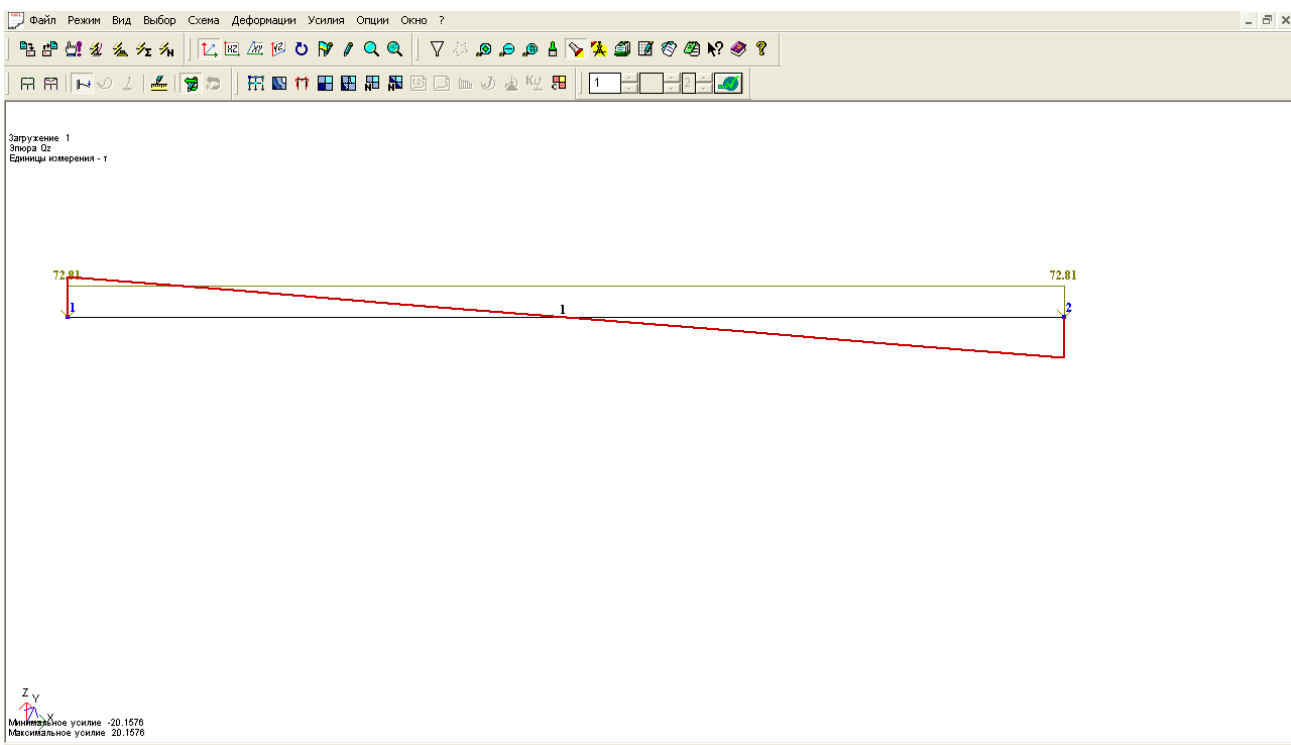 Файл Режим Вид Выбор Схема Деформации Усилия Опции Окно ?
1 2
Загружение 1
Эпюра Qz
Единицы измерения - т
72.81 72.81
1 1 2
Z
Y
X
Минимальное усилие -20.1576
Максимальное усилие 20.1576